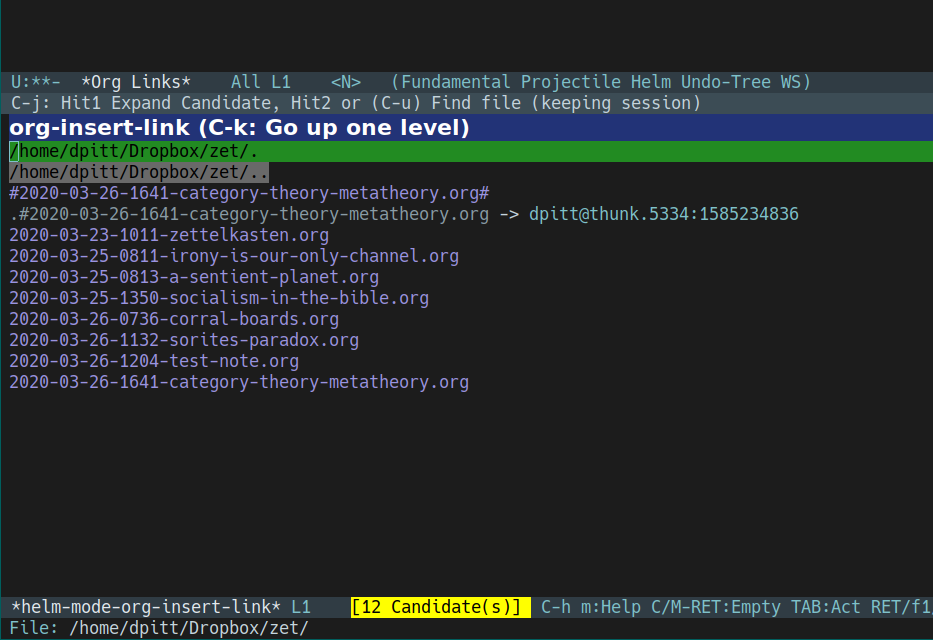 U:**-  *Org Links*    All L1    <N>   (Fundamental Projectile Helm Undo-Tree WS)
C-j: Hit1 Expand Candidate, Hit2 or (C-u) Find file (keeping session)
org-insert-link (C-k: Go up one level)
/home/dpitt/Dropbox/zet/.
/home/dpitt/Dropbox/zet/..
#2020-03-26-1641-category-theory-metatheory.org#
.#2020-03-26-1641-category-theory-metatheory.org -> dpitt@thunk.5334:1585234836
2020-03-23-1011-zettelkasten.org
2020-03-25-0811-irony-is-our-only-channel.org
2020-03-25-0813-a-sentient-planet.org
2020-03-25-1350-socialism-in-the-bible.org
2020-03-26-0736-corral-boards.org
2020-03-26-1132-sorites-paradox.org
2020-03-26-1204-test-note.org
2020-03-26-1641-category-theory-metatheory.org
*helm-mode-org-insert-link* L1    [12 Candidate(s)]  C-h m:Help C/M-RET:Empty TAB:Act RET/f1/
File: /home/dpitt/Dropbox/zet/